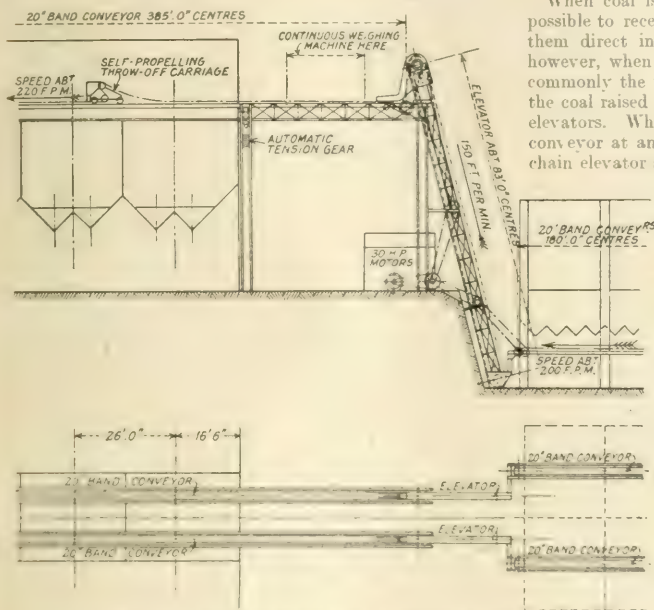 20" BAND CONVEYOR 385'.0" CENTRES
CONTINUOUS WEIGHING
MACHINE HERE
SELF-PROPELLING
THROW-OFF CARRIAGE
SPEED ABT
220 F.P.M.
AUTOMATIC
TENSION GEAR
ELEVATOR ABT 83'.0" CENTRES
150 FT PER MIN.
30 H.P.
MOTORS
20" BAND CONVEYRS
180'.0" CENTRES
SPEED ABT
200 F.P.M.
When coal is
possible to rece
them direct in
however, when
commonly the
the coal raised
elevators. Wh
conveyor at an
chain elevator
26'.0"
16'6"
20" BAND CONVEYOR
ELEVATOR
20" BAND CONVEYOR
ELEVATOR
20" BAND CONVEYOR
20" BAND CONVEYOR